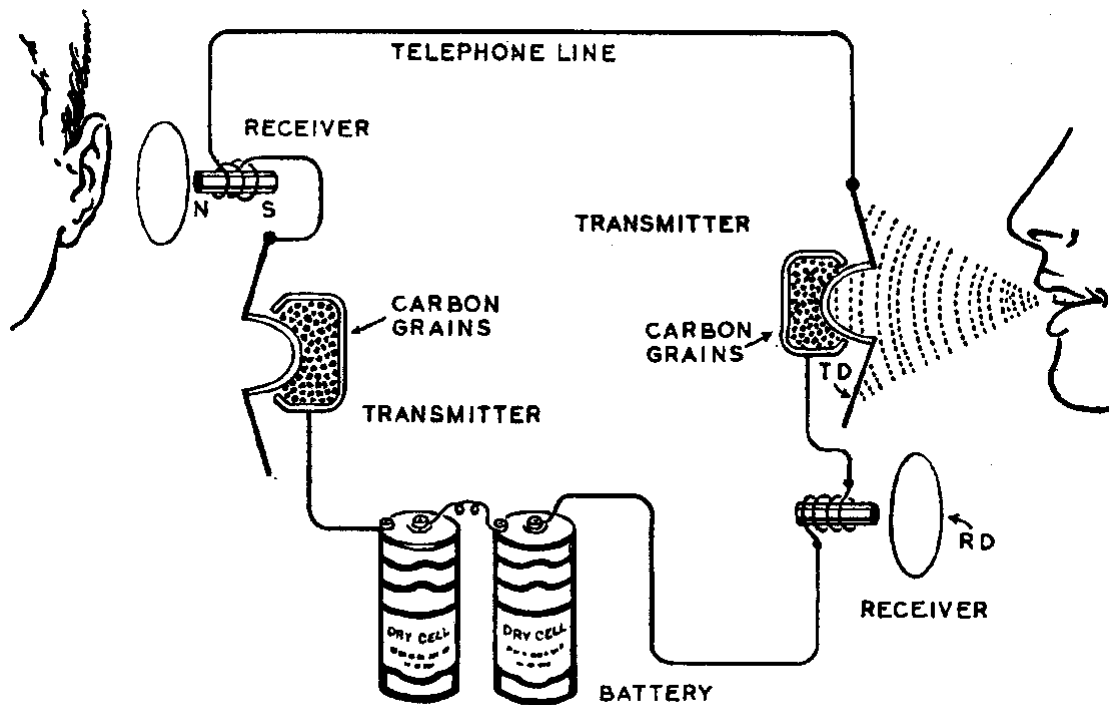 TELEPHONE LINE
RECEIVER
N S
TRANSMITTER
CARBON
GRAINS
CARBON
GRAINS
TD
TRANSMITTER
RD
RECEIVER
DRY CELL
DRY CELL
BATTERY